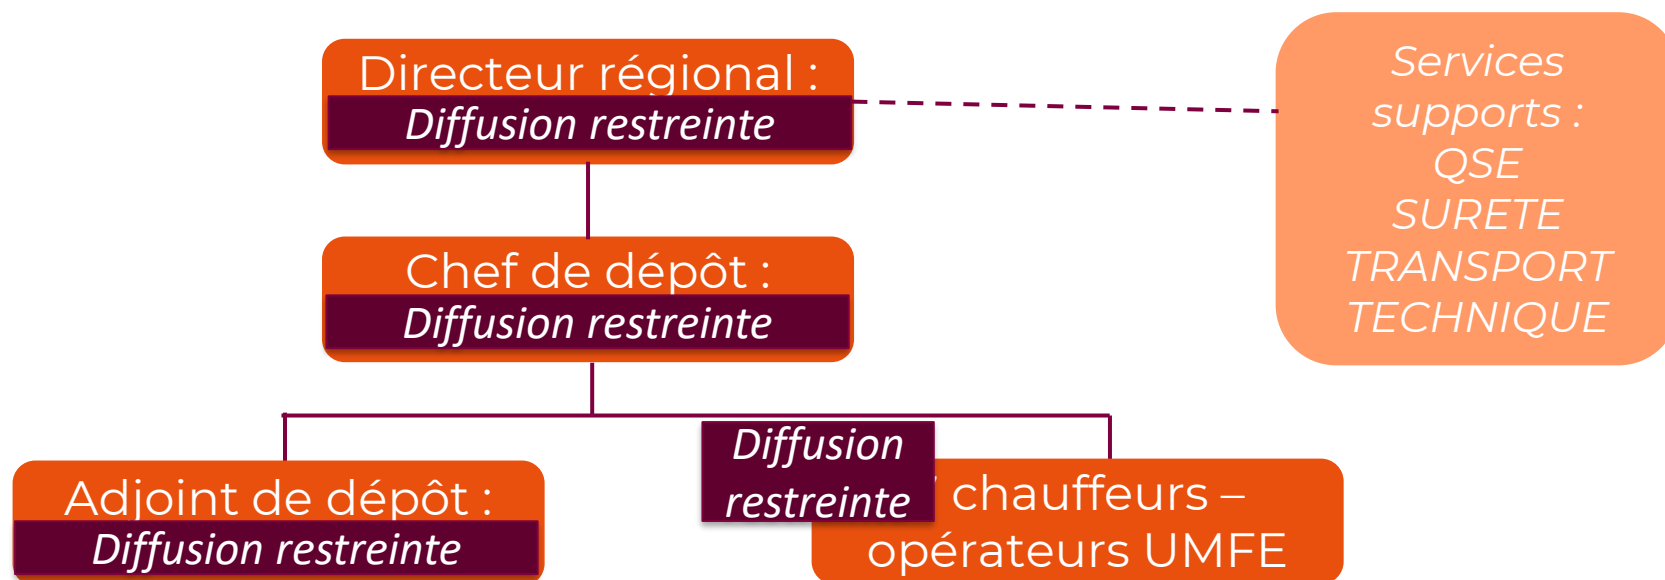 Directeur régional :
Diffusion restreinte
Services
supports :
QSE
SURETE
TRANSPORT
TECHNIQUE
Chef de dépôt :
Diffusion restreinte
Adjoint de dépôt :
Diffusion restreinte
Diffusion
restreinte
chauffeurs –
opérateurs UMFE